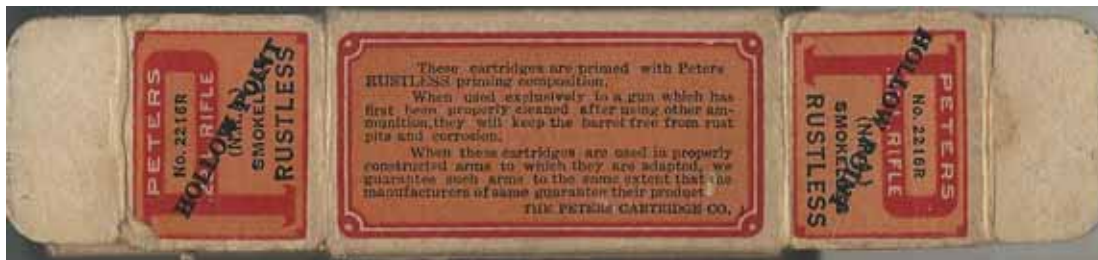 PETERS
No. 2216R
RIFLE
HOLLOW POINT
SMOKELESS
RUSTLESS
These cartridges are primed with Peters
RUSTLESS priming composition.
When used exclusively in a gun which has
first been properly cleaned after using other am-
munition, they will keep the barrel free from rust
pits and corrosion.
When these cartridges are used in properly
constructed arms to which they are adapted, we
guarantee such arms to the same extent that the
manufacturers of same guarantee their product.
THE PETERS CARTRIDGE CO.
PETERS
No. 2216R
RIFLE
HOLLOW POINT
SMOKELESS
RUSTLESS